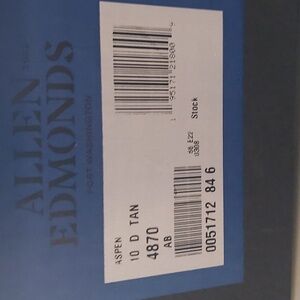 ALLEN
EDMONDS
PORT WASHINGTON
ASPEN
10 D TAN
4870
AB
0051712 84 6
Stock